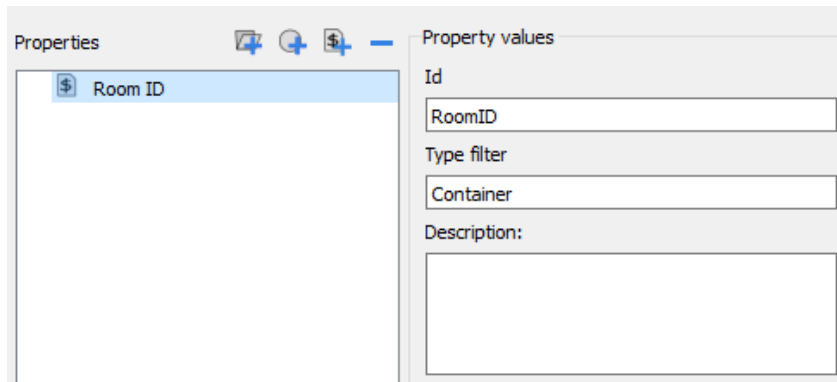 Properties
$ Room ID
Property values
Id
RoomID
Type filter
Container
Description: